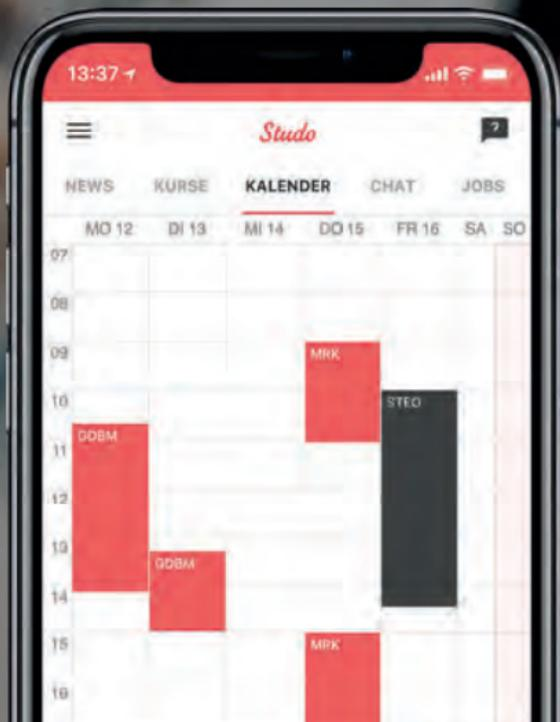 13:37
Studo
?
NEWS KURSE KALENDER CHAT JOBS
MO 12 DI 13 MI 14 DO 15 FR 16 SA SO
07
08
09
MRK
10
STEO
GDBM
11
12
13
GDBM
14
15
MRK
16